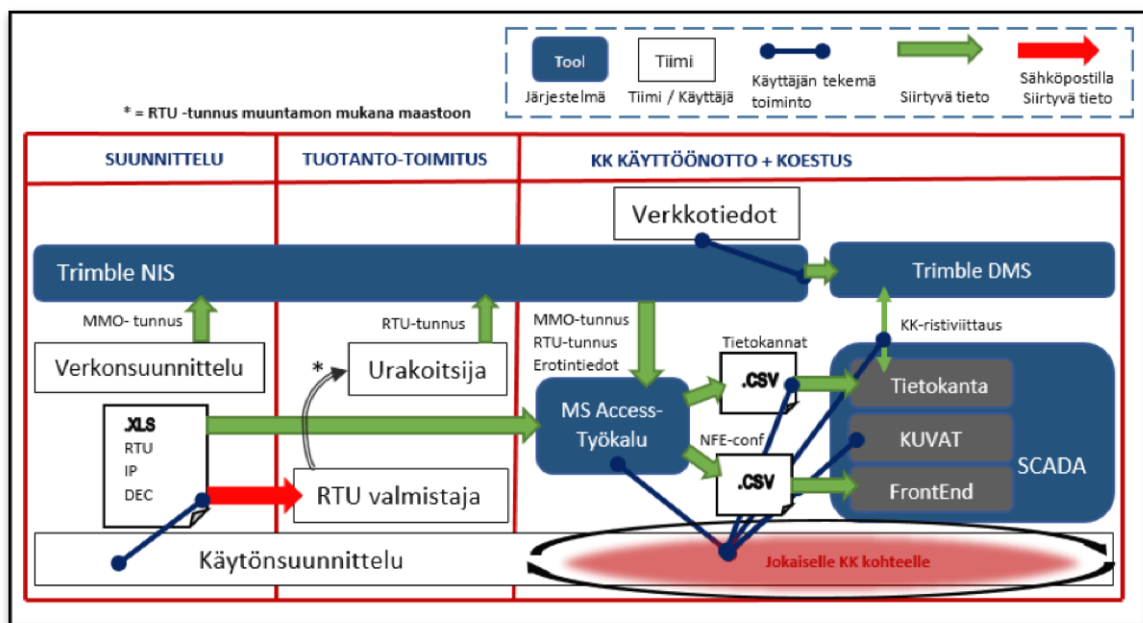 Tool
Järjestelmä
Tiimi
Tiimi / Käyttäjä
Käyttäjän tekemä
toiminto
Siirtyvä tieto
Sähköpostilla
Siirtyvä tieto
* = RTU -tunnus muuntamon mukana maastoon
SUUNNITTELU
TUOTANTO-TOIMITUS
KK KÄYTTÖÖNOTTO + KOESTUS
Verkkotiedot
Trimble NIS
Trimble DMS
MMO- tunnus
RTU-tunnus
MMO-tunnus
RTU-tunnus
Erotintiedot
KK-ristiviittaus
Verkonsuunnittelu
*
Urakoitsija
Tietokannat
.CSV
Tietokanta
.XLS
RTU
IP
DEC
MS Access-
Työkalu
NFE-conf
.CSV
KUVAT
SCADA
FrontEnd
RTU valmistaja
Käytönsuunnittelu
Jokaiselle KK kohteelle